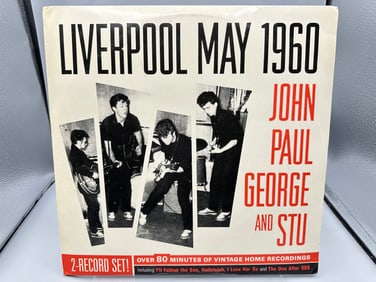 LIVERPOOL MAY 1960
JOHN
PAUL
GEORGE
AND STU
2-RECORD SET!
OVER 80 MINUTES OF VINTAGE HOME RECORDINGS
including I'll Follow the Sun, Hallelujah, I Love Her So and The One After 909